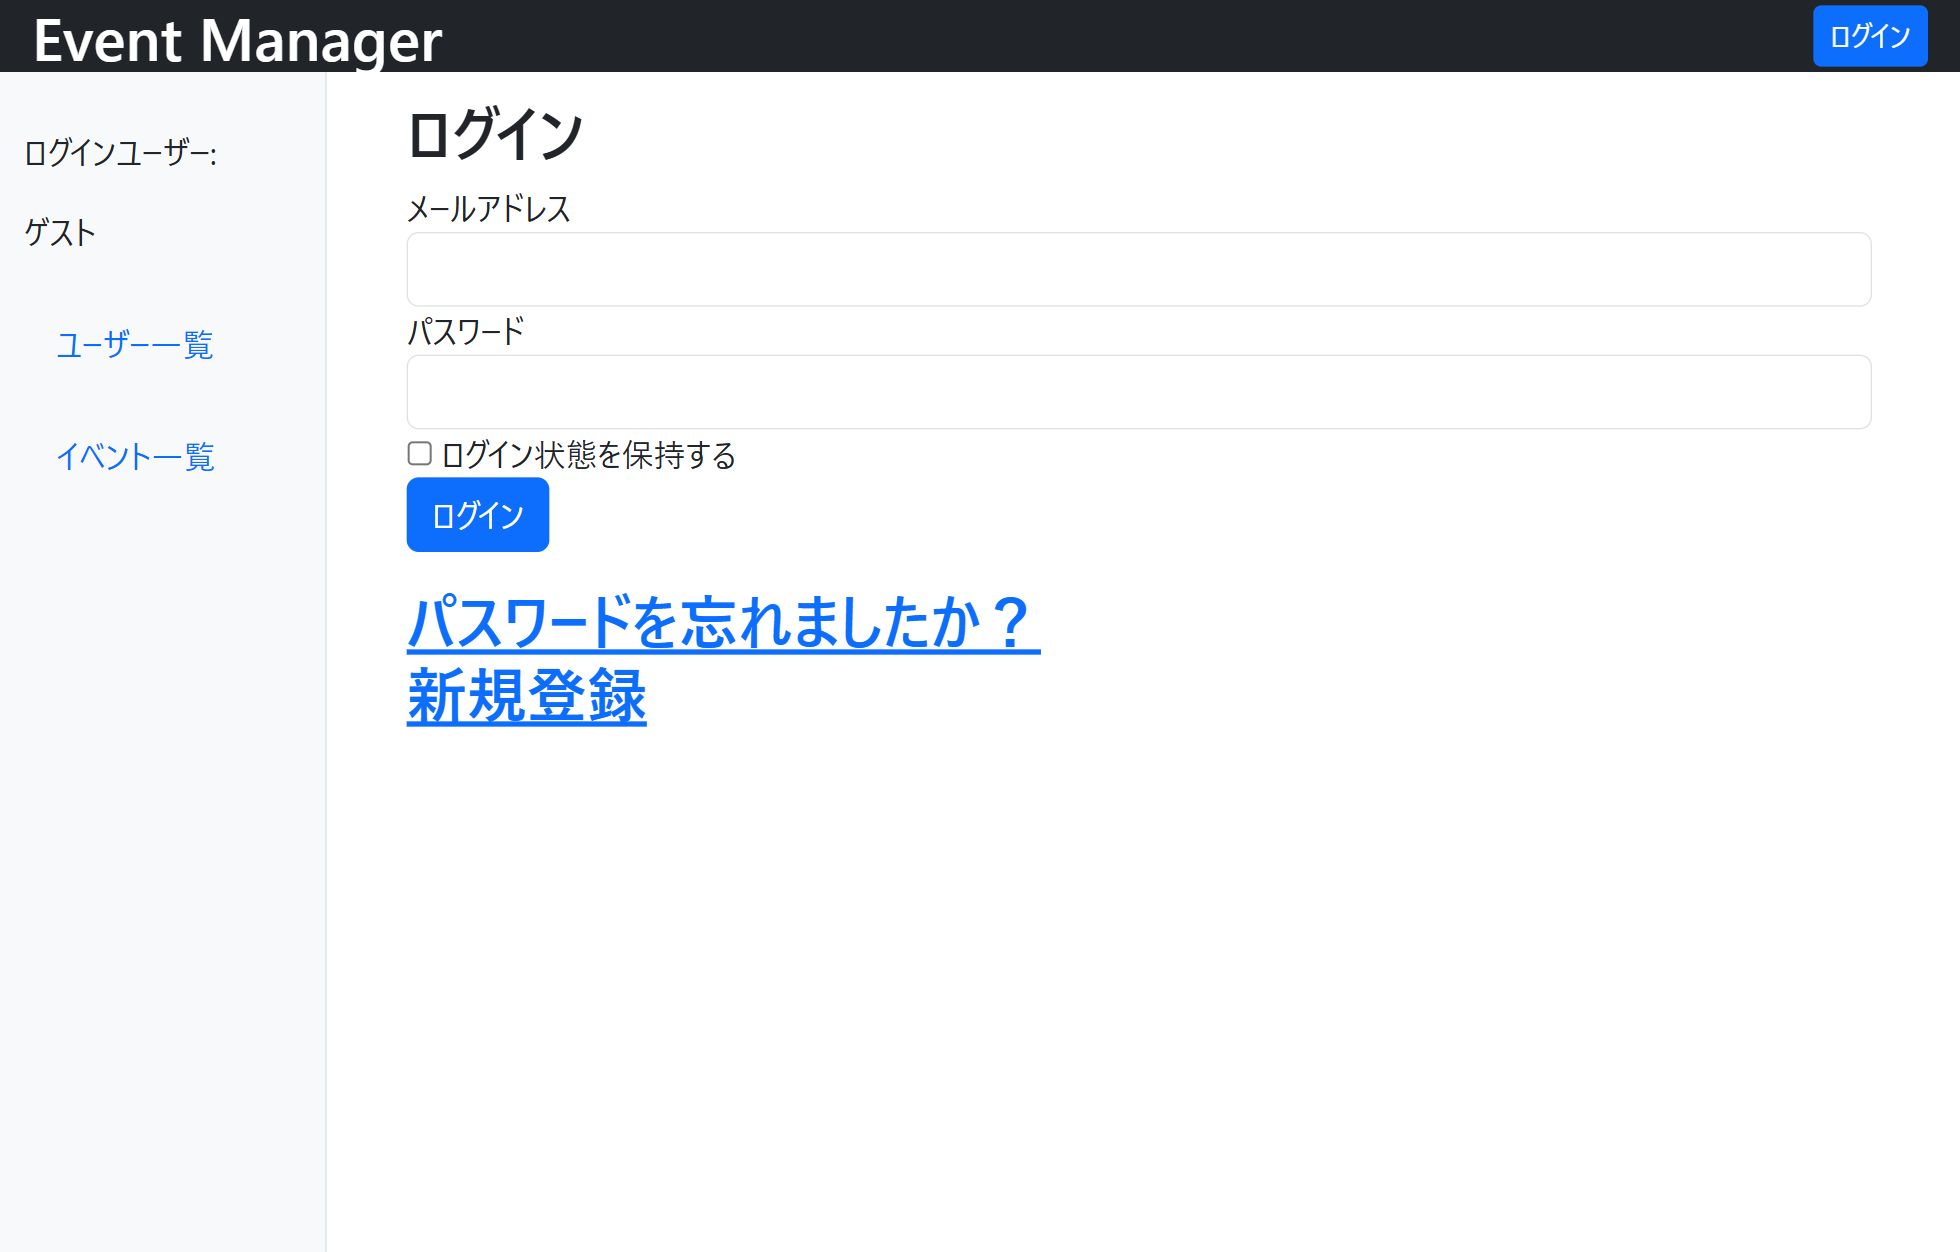 Event Manager
ログイン
ログインユーザー:
ゲスト
ユーザー一覧
イベント一覧
ログイン
メールアドレス
パスワード
ログイン状態を保持する
ログイン
パスワードを忘れましたか？
新規登録